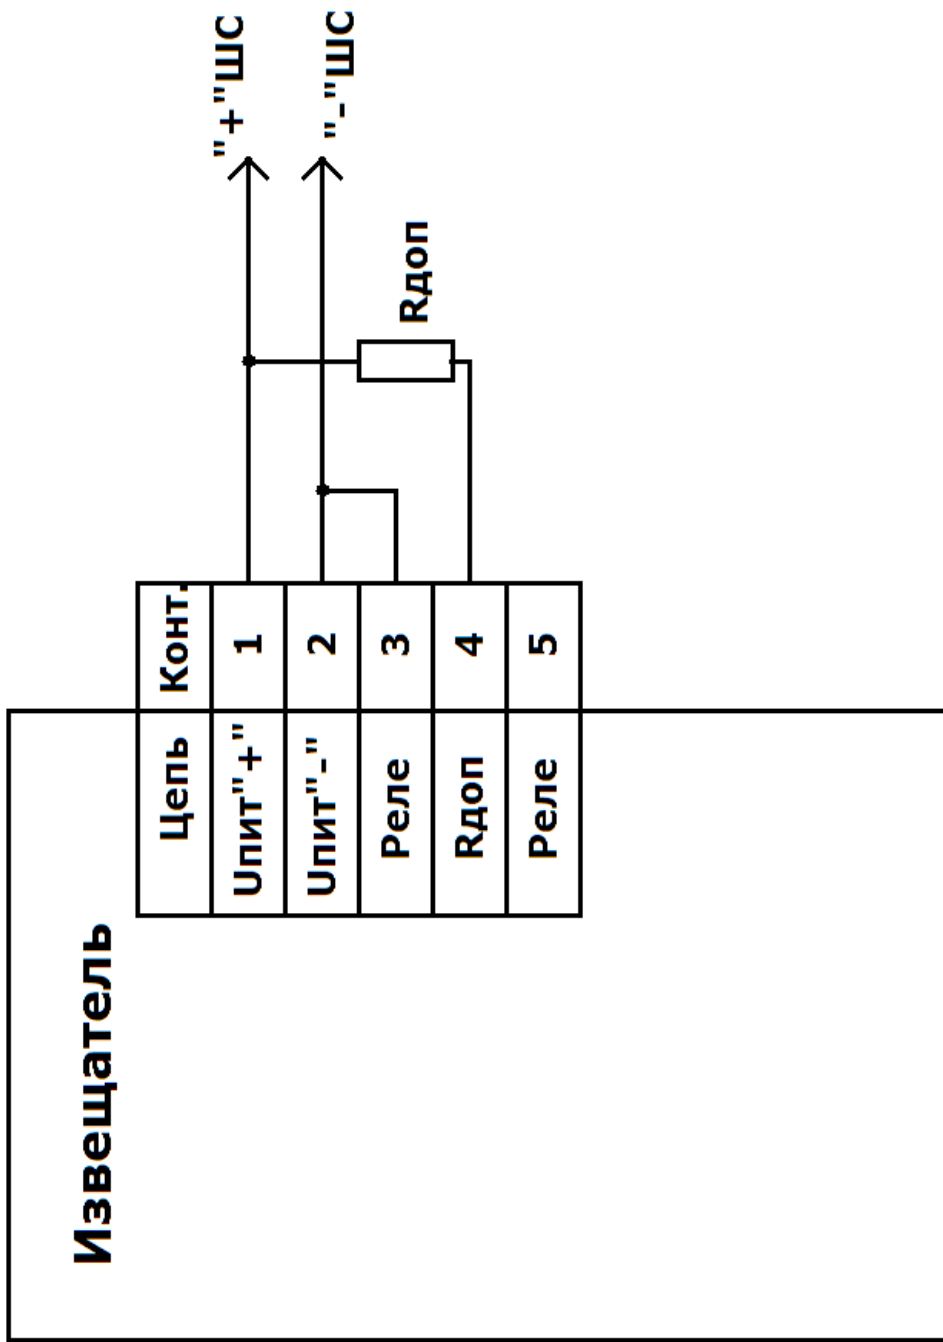 Извещатель
Цепь Конт.
Uпит"+" 1
Uпит"-" 2
Реле 3
Rдоп 4
Реле 5
Rдоп
"+"ШС
"-"ШС